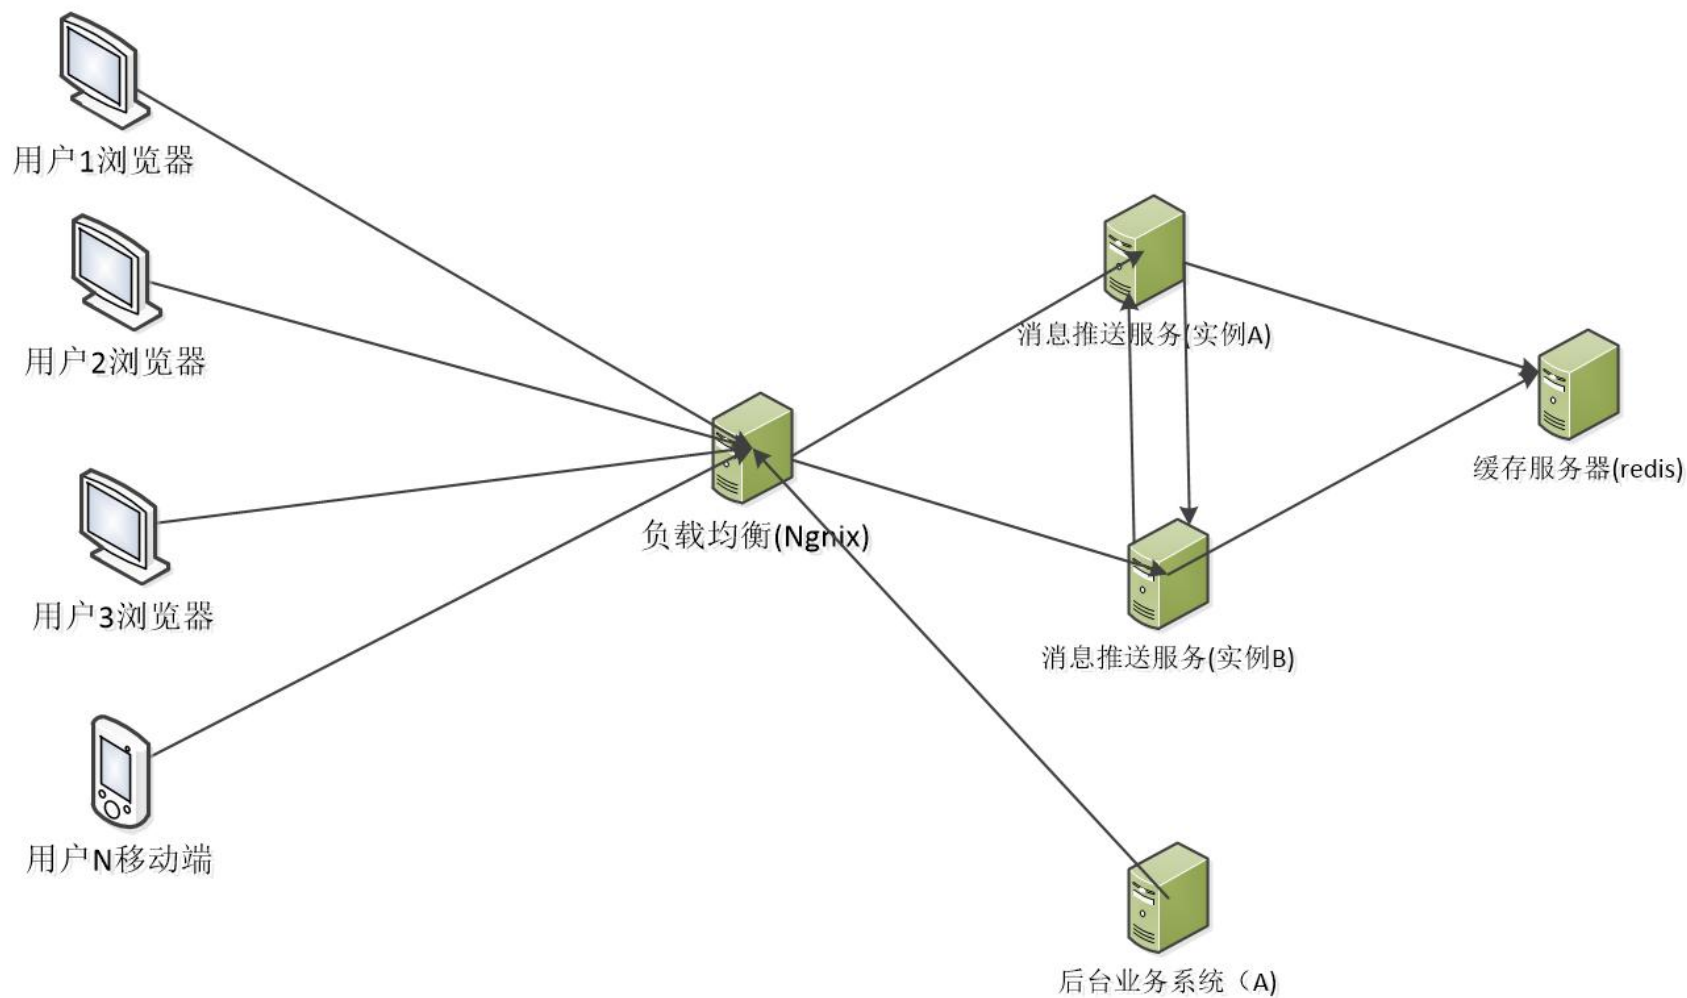 用户1浏览器
用户2浏览器
消息推送服务(实例A)
缓存服务器(redis)
负载均衡(Ngnix)
用户3浏览器
消息推送服务(实例B)
用户N移动端
后台业务系统（A)